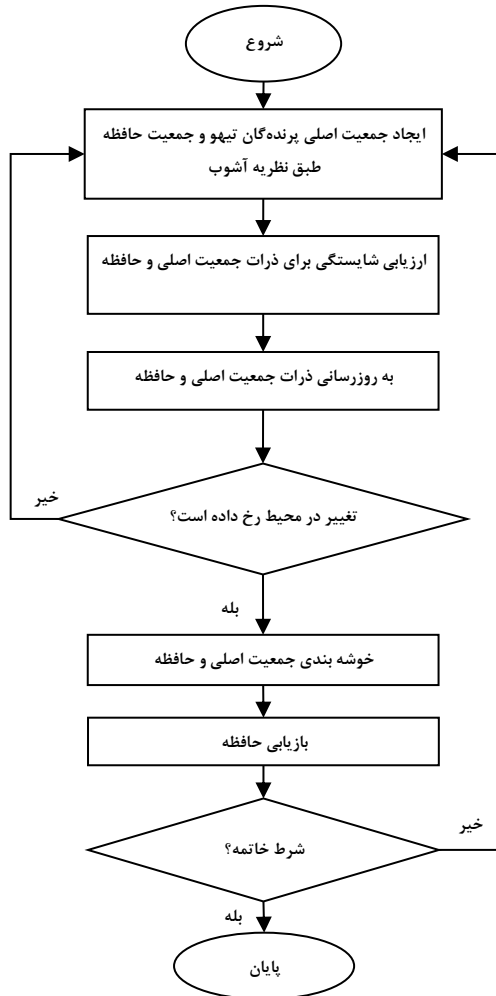 شروع
ایجاد جمعیت اصلی پرنده‌گان تیهو و جمعیت حافظه
طبق نظریه آشوب
ارزیابی شایستگی برای ذرات جمعیت اصلی و حافظه
به روزرسانی ذرات جمعیت اصلی و حافظه
خیر
تغییر در محیط رخ داده است؟
بله
خوشه بندی جمعیت اصلی و حافظه
بازیابی حافظه
خیر
شرط خاتمه؟
بله
پایان